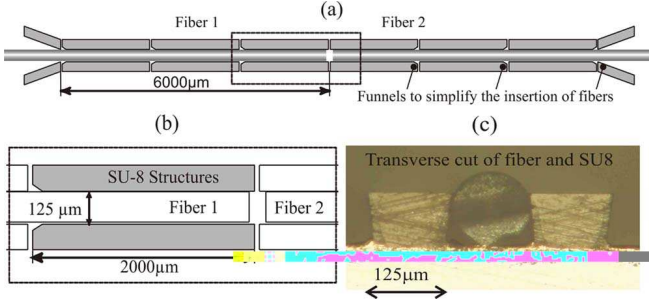 (a)
Fiber 1
Fiber 2
6000μm
Funnels to simplify the insertion of fibers
(b)
(c)
SU-8 Structures
125 μm
Fiber 1
Fiber 2
2000μm
Transverse cut of fiber and SU8
125μm